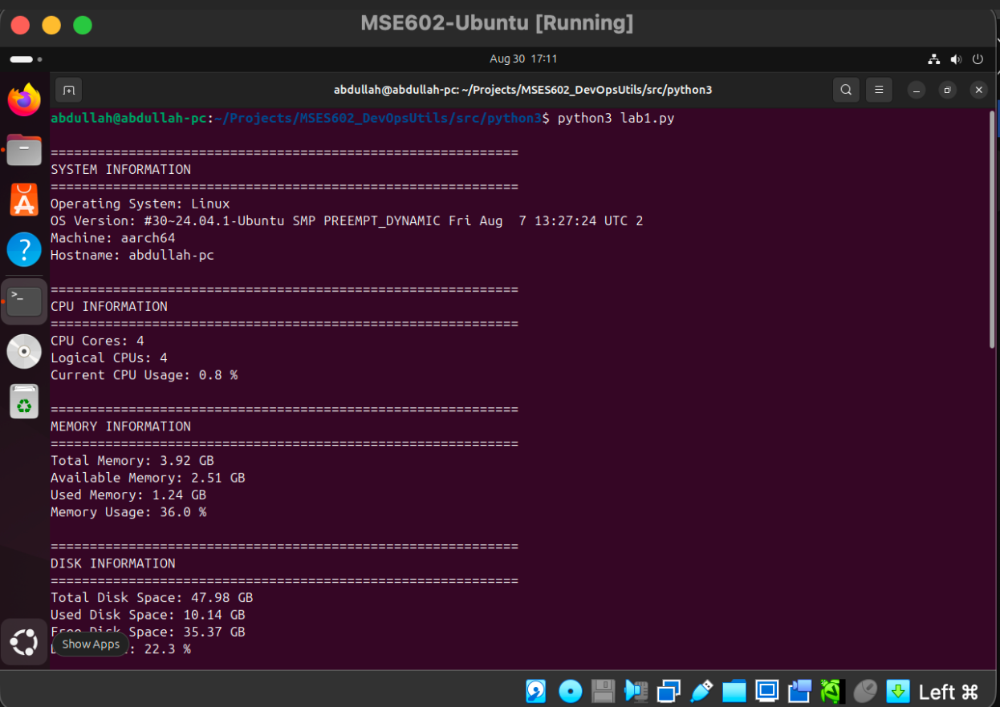 MSE602-Ubuntu [Running]
Aug 30 17:11
abdullah@abdullah-pc: ~/Projects/MSES602_DevOpsUtils/src/python3
abdullah@abdullah-pc:~/Projects/MSES602_DevOpsUtils/src/python3$ python3 lab1.py
============================================================
SYSTEM INFORMATION
============================================================
Operating System: Linux
OS Version: #30~24.04.1-Ubuntu SMP PREEMPT_DYNAMIC Fri Aug  7 13:27:24 UTC 2
Machine: aarch64
Hostname: abdullah-pc
============================================================
CPU INFORMATION
============================================================
CPU Cores: 4
Logical CPUs: 4
Current CPU Usage: 0.8 %
============================================================
MEMORY INFORMATION
============================================================
Total Memory: 3.92 GB
Available Memory: 2.51 GB
Used Memory: 1.24 GB
Memory Usage: 36.0 %
============================================================
DISK INFORMATION
============================================================
Total Disk Space: 47.98 GB
Used Disk Space: 10.14 GB
Free Disk Space: 35.37 GB
Show Apps
: 22.3 %
Left ⌘